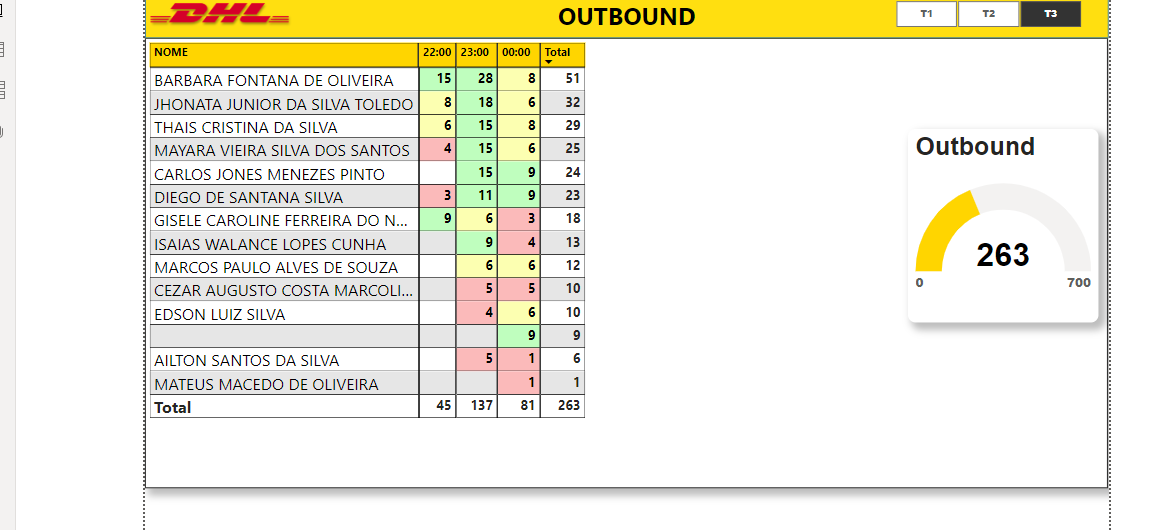 DHL
OUTBOUND
T1 T2 T3
NOME 22:00 23:00 00:00 Total
BARBARA FONTANA DE OLIVEIRA 15 28 8 51
JHONATA JUNIOR DA SILVA TOLEDO 8 18 6 32
THAIS CRISTINA DA SILVA 6 15 8 29
MAYARA VIEIRA SILVA DOS SANTOS 4 15 6 25
CARLOS JONES MENEZES PINTO 15 9 24
DIEGO DE SANTANA SILVA 3 11 9 23
GISELE CAROLINE FERREIRA DO N... 9 6 3 18
ISAIAS WALANCE LOPES CUNHA 9 4 13
MARCOS PAULO ALVES DE SOUZA 6 6 12
CEZAR AUGUSTO COSTA MARCOLI... 5 5 10
EDSON LUIZ SILVA 4 6 10
9 9
AILTON SANTOS DA SILVA 5 1 6
MATEUS MACEDO DE OLIVEIRA 1 1
Total 45 137 81 263
Outbound
263
0 700